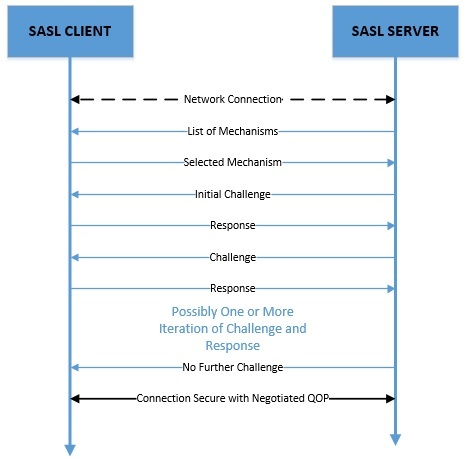 SASL CLIENT
SASL SERVER
Network Connection
List of Mechanisms
Selected Mechanism
Initial Challenge
Response
Challenge
Response
Possibly One or More
Iteration of Challenge and
Response
No Further Challenge
Connection Secure with Negotiated QOP